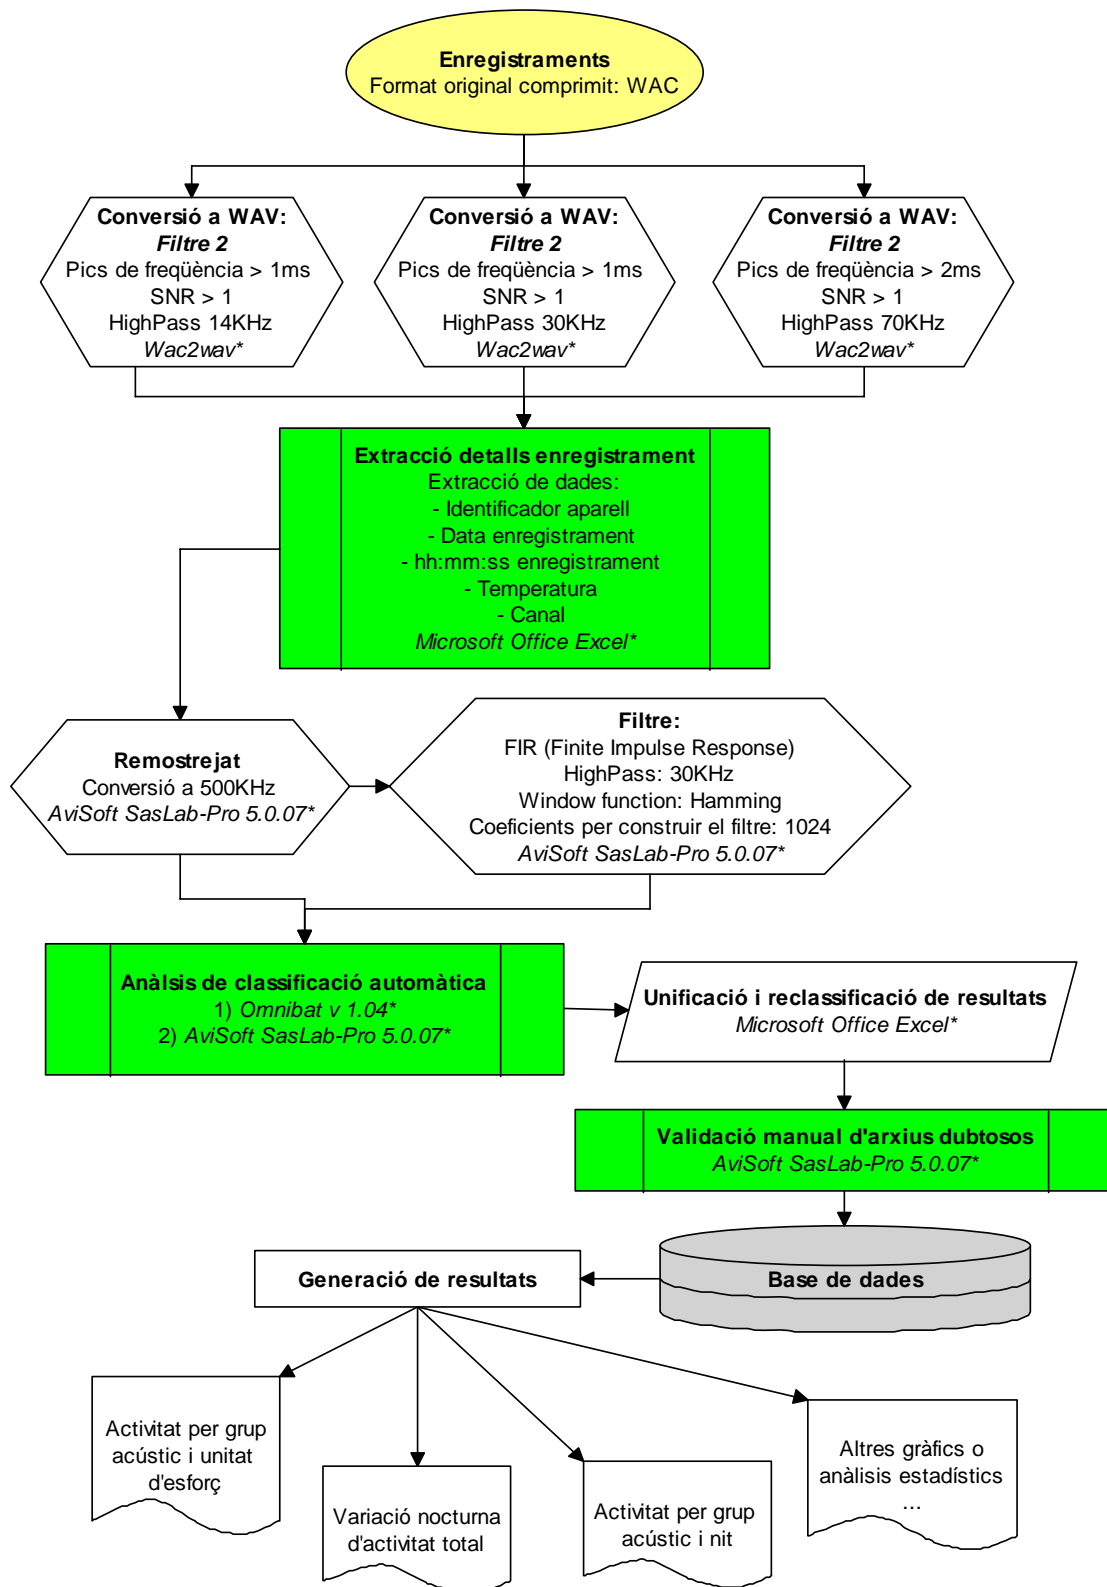 Enregistraments
Format original comprimit: WAC
Conversió a WAV:
Filtre 2
Pics de freqüència > 1ms
SNR > 1
HighPass 14KHz
Wac2wav*
Conversió a WAV:
Filtre 2
Pics de freqüència > 1ms
SNR > 1
HighPass 30KHz
Wac2wav*
Conversió a WAV:
Filtre 2
Pics de freqüència > 2ms
SNR > 1
HighPass 70KHz
Wac2wav*
Extracció detalls enregistrament
Extracció de dades:
- Identificador aparell
- Data enregistrament
- hh:mm:ss enregistrament
- Temperatura
- Canal
Microsoft Office Excel*
Remostrejat
Conversió a 500KHz
AviSoft SasLab-Pro 5.0.07*
Filtre:
FIR (Finite Impulse Response)
HighPass: 30KHz
Window function: Hamming
Coeficients per construir el filtre: 1024
AviSoft SasLab-Pro 5.0.07*
Anàlsis de classificació automàtica
1) Omnibat v 1.04*
2) AviSoft SasLab-Pro 5.0.07*
Unificació i reclassificació de resultats
Microsoft Office Excel*
Validació manual d'arxius dubtosos
AviSoft SasLab-Pro 5.0.07*
Base de dades
Generació de resultats
Activitat per grup
acústic i unitat
d'esforç
Variació nocturna
d'activitat total
Activitat per grup
acústic i nit
Altres gràfics o
anàlisis estadístics
...